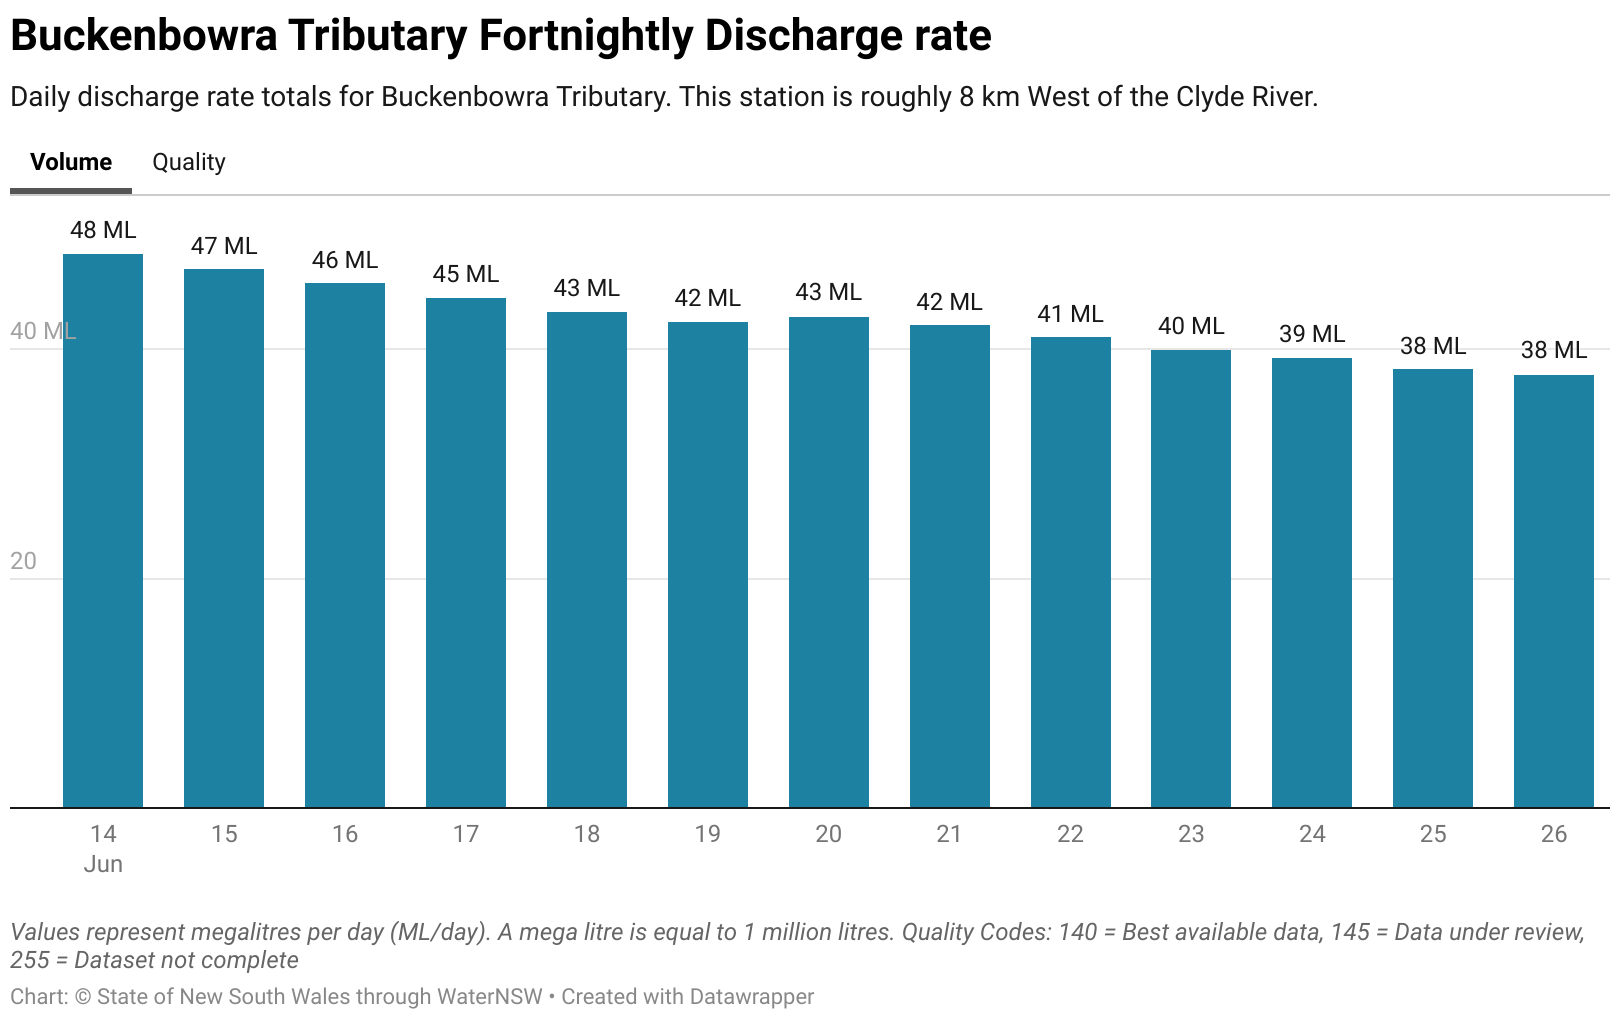 Buckenbowra Tributary Fortnightly Discharge rate
Daily discharge rate totals for Buckenbowra Tributary. This station is roughly 8 km West of the Clyde River.
Volume Quality
48 ML
47 ML
46 ML
45 ML
43 ML
42 ML
43 ML
42 ML
41 ML
40 ML
39 ML
38 ML
38 ML
40 ML
20
14 15 16 17 18 19 20 21 22 23 24 25 26
Jun
Values represent megalitres per day (ML/day). A mega litre is equal to 1 million litres. Quality Codes: 140 = Best available data, 145 = Data under review,
255 = Dataset not complete
Chart: © State of New South Wales through WaterNSW • Created with Datawrapper